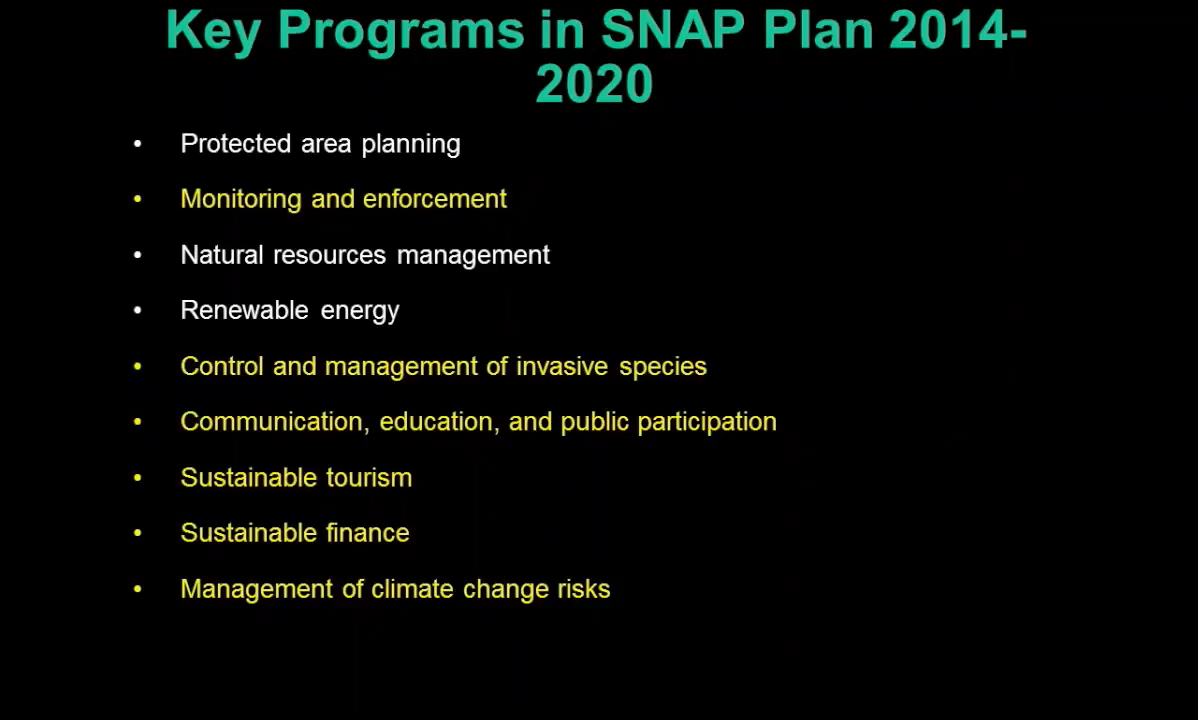 Key Programs in SNAP Plan 2014-
2020
• Protected area planning
• Monitoring and enforcement
• Natural resources management
• Renewable energy
• Control and management of invasive species
• Communication, education, and public participation
• Sustainable tourism
• Sustainable finance
• Management of climate change risks